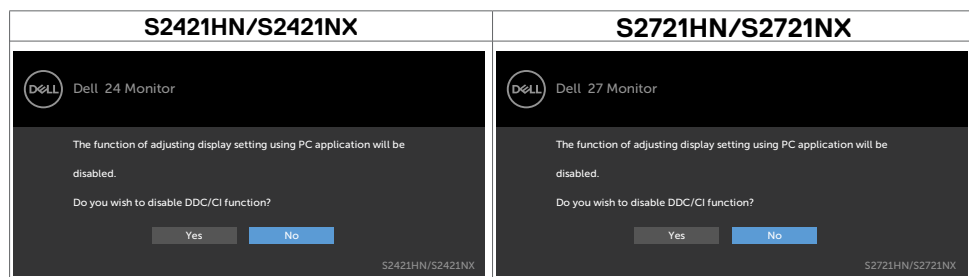 S2421HN/S2421NX
S2721HN/S2721NX
DELL
Dell 24 Monitor
The function of adjusting display setting using PC application will be
disabled.
Do you wish to disable DDC/CI function?
Yes No
S2421HN/S2421NX
DELL
Dell 27 Monitor
The function of adjusting display setting using PC application will be
disabled.
Do you wish to disable DDC/CI function?
Yes No
S2721HN/S2721NX